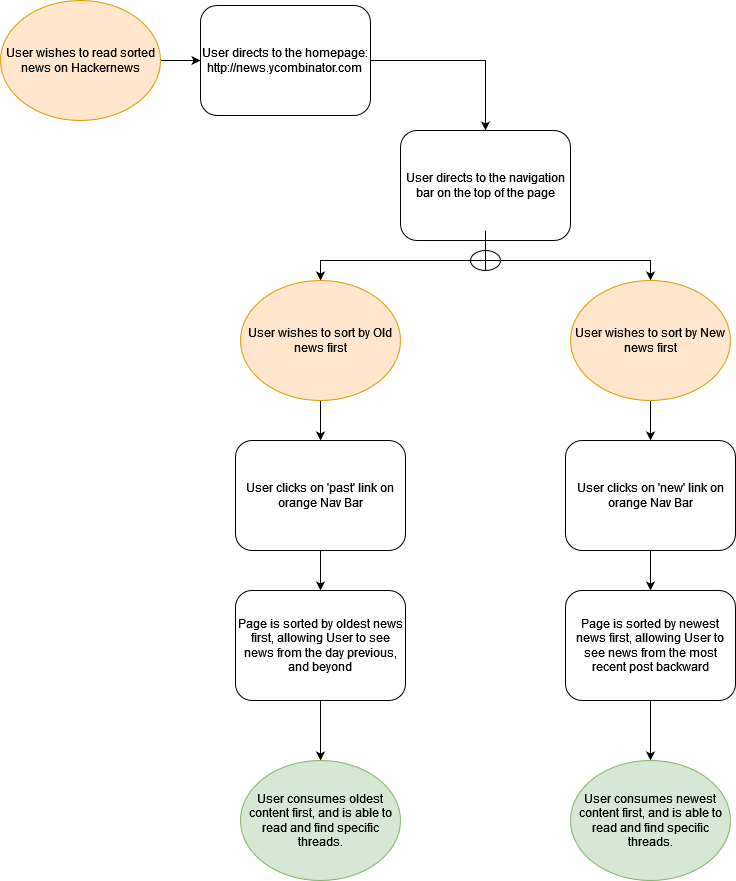 User wishes to read sorted
news on Hackernews
User directs to the homepage:
http://news.ycombinator.com
User directs to the navigation
bar on the top of the page
User wishes to sort by Old
news first
User wishes to sort by New
news first
User clicks on 'past' link on
orange Nav Bar
User clicks on 'new' link on
orange Nav Bar
Page is sorted by oldest news
first, allowing User to see
news from the day previous,
and beyond
Page is sorted by newest
news first, allowing User to
see news from the most
recent post backward
User consumes oldest
content first, and is able to
read and find specific
threads.
User consumes newest
content first, and is able to
read and find specific
threads.